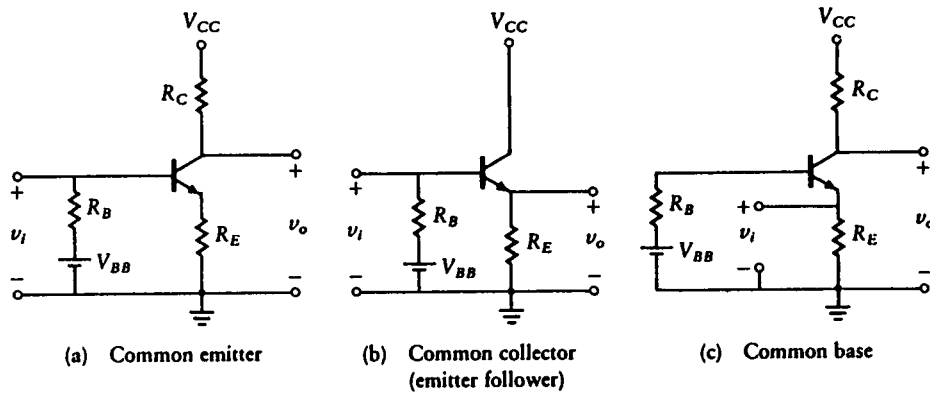 V_CC
R_C
+
v_i
−
R_B
V_BB
R_E
+
v_o
−
(a) Common emitter
V_CC
+
v_i
−
R_B
V_BB
R_E
+
v_o
−
(b) Common collector
(emitter follower)
V_CC
R_C
R_B
V_BB
+
v_i
−
R_E
+
v
−
(c) Common base